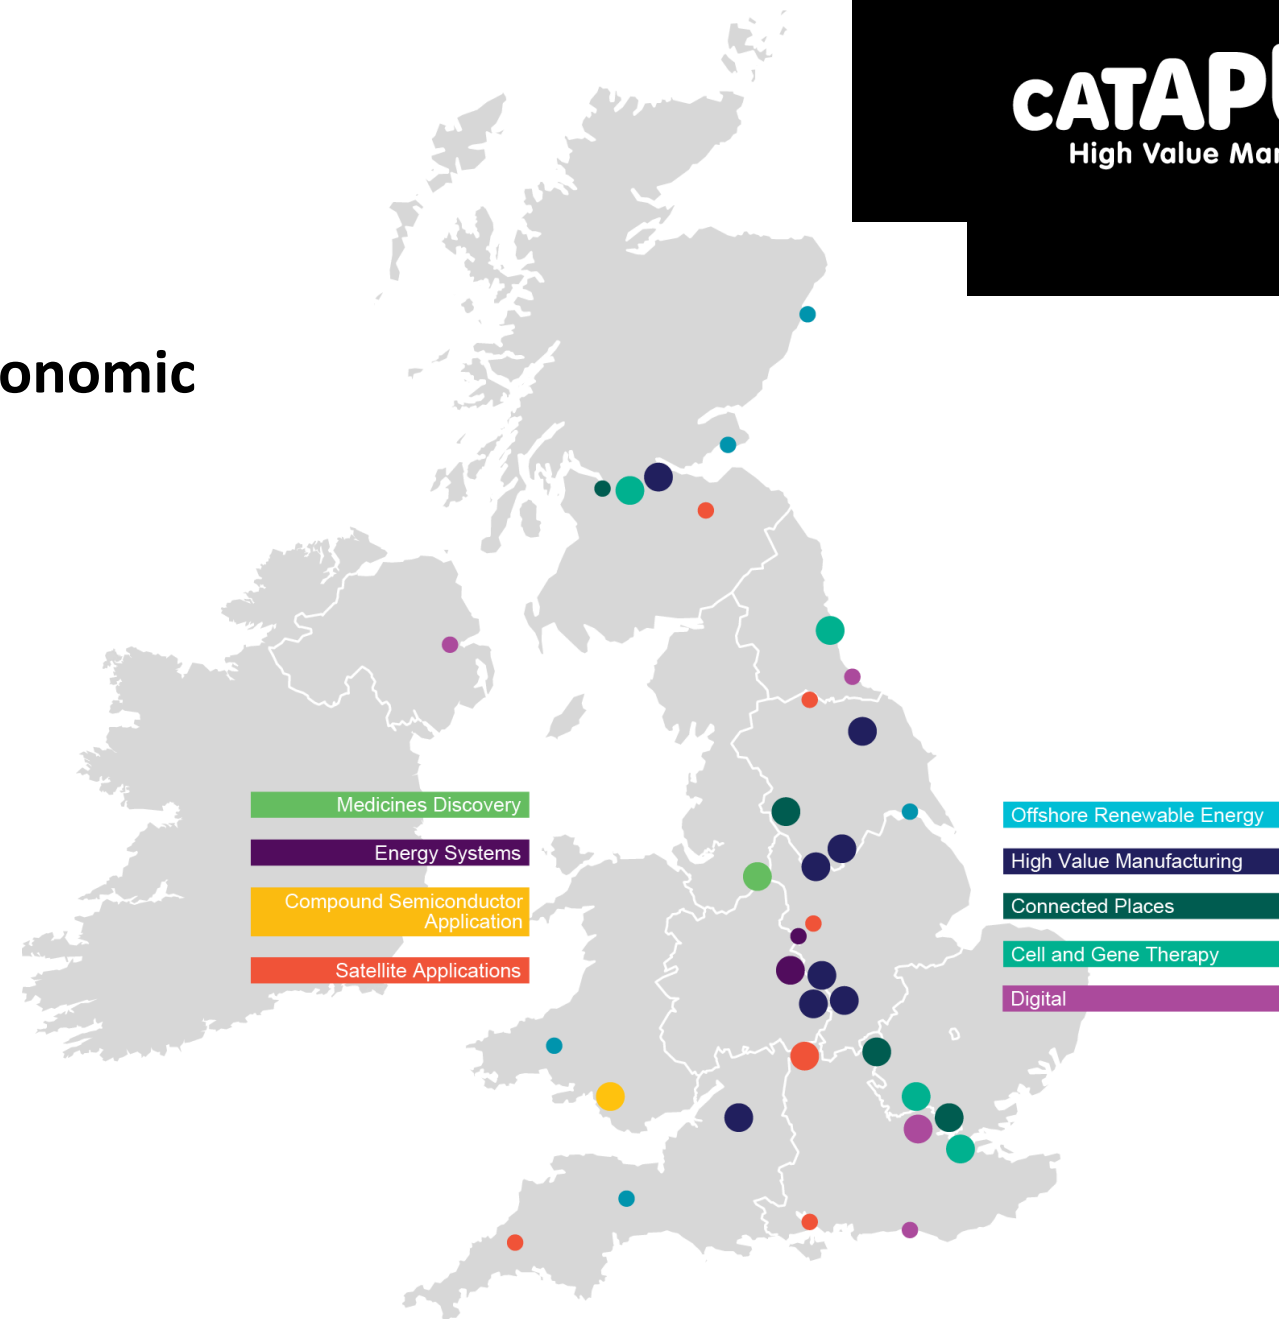 CATAP
High Value
onomic
Medicines Discovery
Energy Systems
Compound Semiconductor
Application
Satellite Applications
Offshore Renewable Energy
High Value Manufacturing
Connected Places
Cell and Gene Therapy
Digital